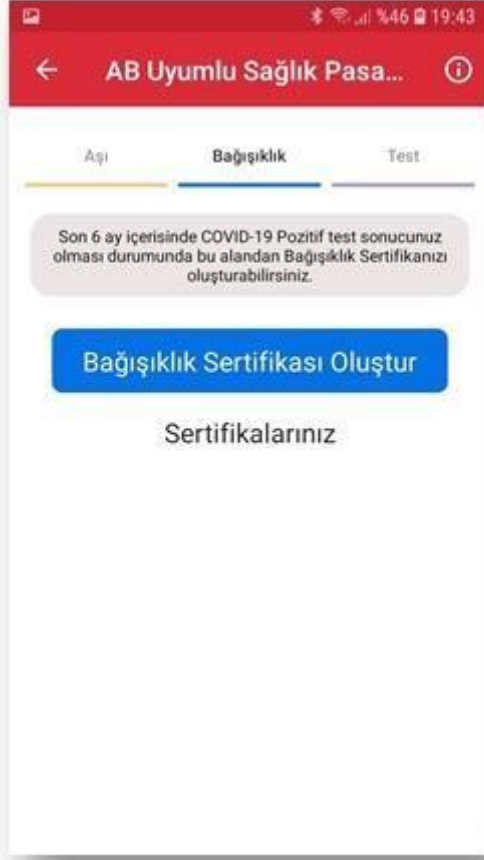 %46 19:43
AB Uyumlu Sağlık Pasa...
Aşı Bağışıklık Test
Son 6 ay içerisinde COVID-19 Pozitif test sonucunuz
olması durumunda bu alandan Bağışıklık Sertifikanızı
oluşturabilirsiniz.
Bağışıklık Sertifikası Oluştur
Sertifikalarınız